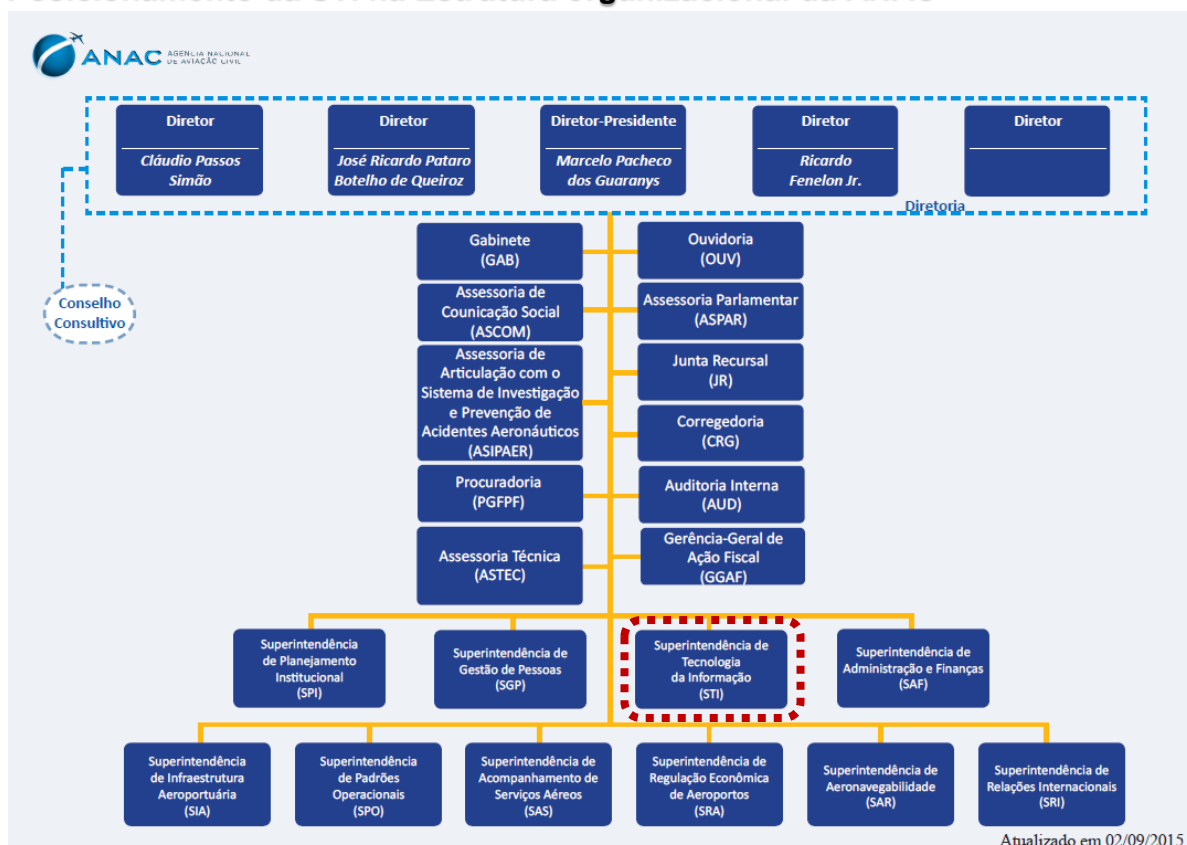 ANAC AGÊNCIA NACIONAL
DE AVIAÇÃO CIVIL
Diretor
Cláudio Passos
Simão
Diretor
José Ricardo Pataro
Botelho de Queiroz
Diretor-Presidente
Marcelo Pacheco
dos Guaranys
Diretor
Ricardo
Fenelon Jr.
Diretor
Diretoria
Conselho
Consultivo
Gabinete
(GAB)
Ouvidoria
(OUV)
Assessoria de
Counicação Social
(ASCOM)
Assessoria Parlamentar
(ASPAR)
Assessoria de
Articulação com o
Sistema de Investigação
e Prevenção de
Acidentes Aeronáuticos
(ASIPAER)
Junta Recursal
(JR)
Corregedoria
(CRG)
Procuradoria
(PGFPF)
Auditoria Interna
(AUD)
Assessoria Técnica
(ASTEC)
Gerência-Geral de
Ação Fiscal
(GGAF)
Superintendência
de Planejamento
Institucional
(SPI)
Superintendência de
Gestão de Pessoas
(SGP)
Superintendência de
Tecnologia
da Informação
(STI)
Superintendência de
Administração e Finanças
(SAF)
Superintendência
de Infraestrutura
Aeroportuária
(SIA)
Superintendência
de Padrões
Operacionais
(SPO)
Superintendência de
Acompanhamento de
Serviços Aéreos
(SAS)
Superintendência de
Regulação Econômica
de Aeroportos
(SRA)
Superintendência de
Aeronavegabilidade
(SAR)
Superintendência de
Relações Internacionais
(SRI)
Atualizado em 02/09/2015